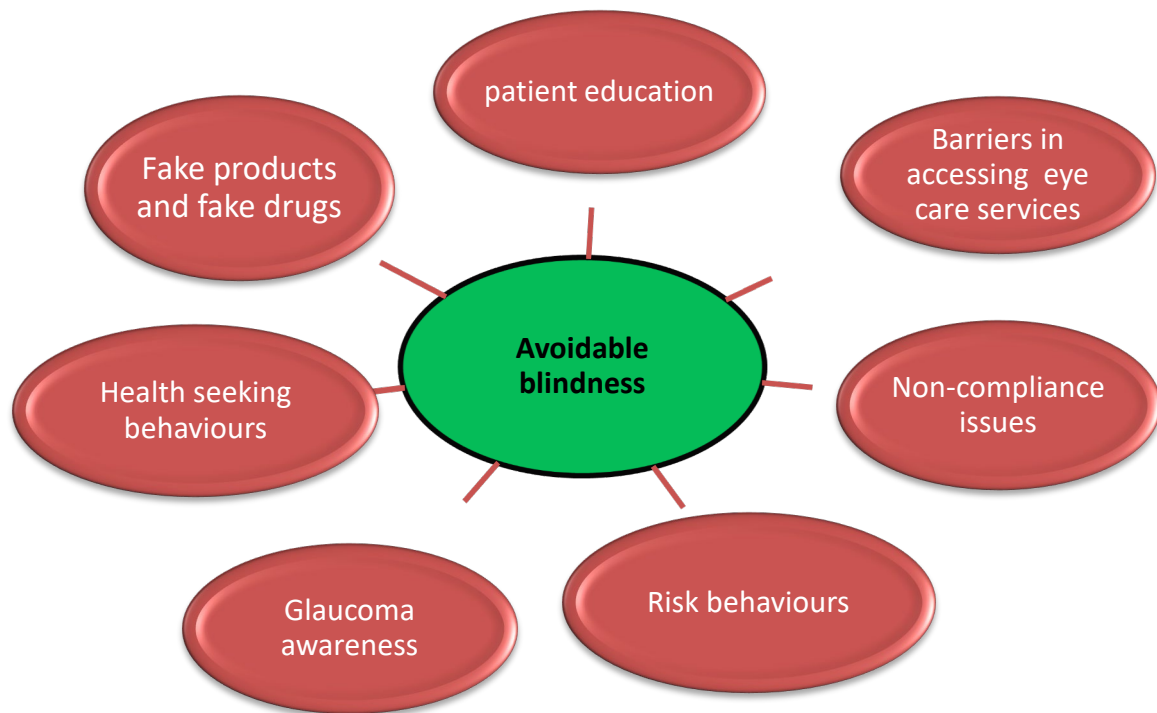 patient education
Fake products
and fake drugs
Barriers in
accessing eye
care services
Avoidable
blindness
Health seeking
behaviours
Non-compliance
issues
Glaucoma
awareness
Risk behaviours